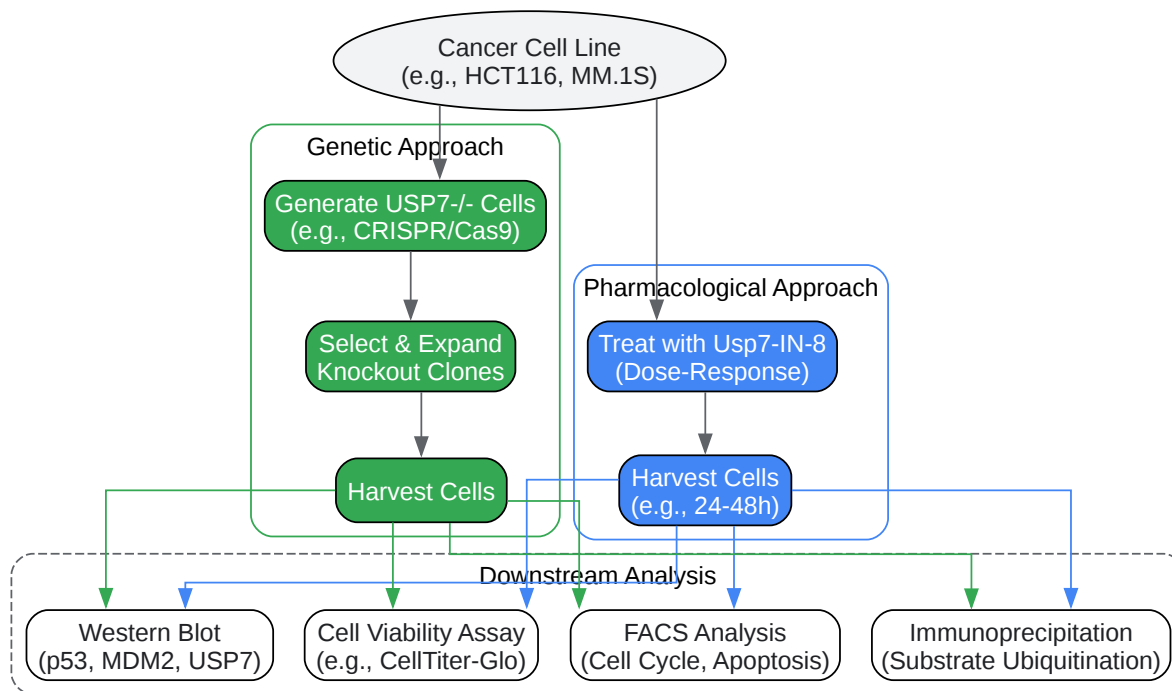 Cancer Cell Line
(e.g., HCT116, MM.1S)
Genetic Approach
Generate USP7-/- Cells
(e.g., CRISPR/Cas9)
Select & Expand
Knockout Clones
Harvest Cells
Pharmacological Approach
Treat with Usp7-IN-8
(Dose-Response)
Harvest Cells
(e.g., 24-48h)
Downstream Analysis
Western Blot
(p53, MDM2, USP7)
Cell Viability Assay
(e.g., CellTiter-Glo)
FACS Analysis
(Cell Cycle, Apoptosis)
Immunoprecipitation
(Substrate Ubiquitination)